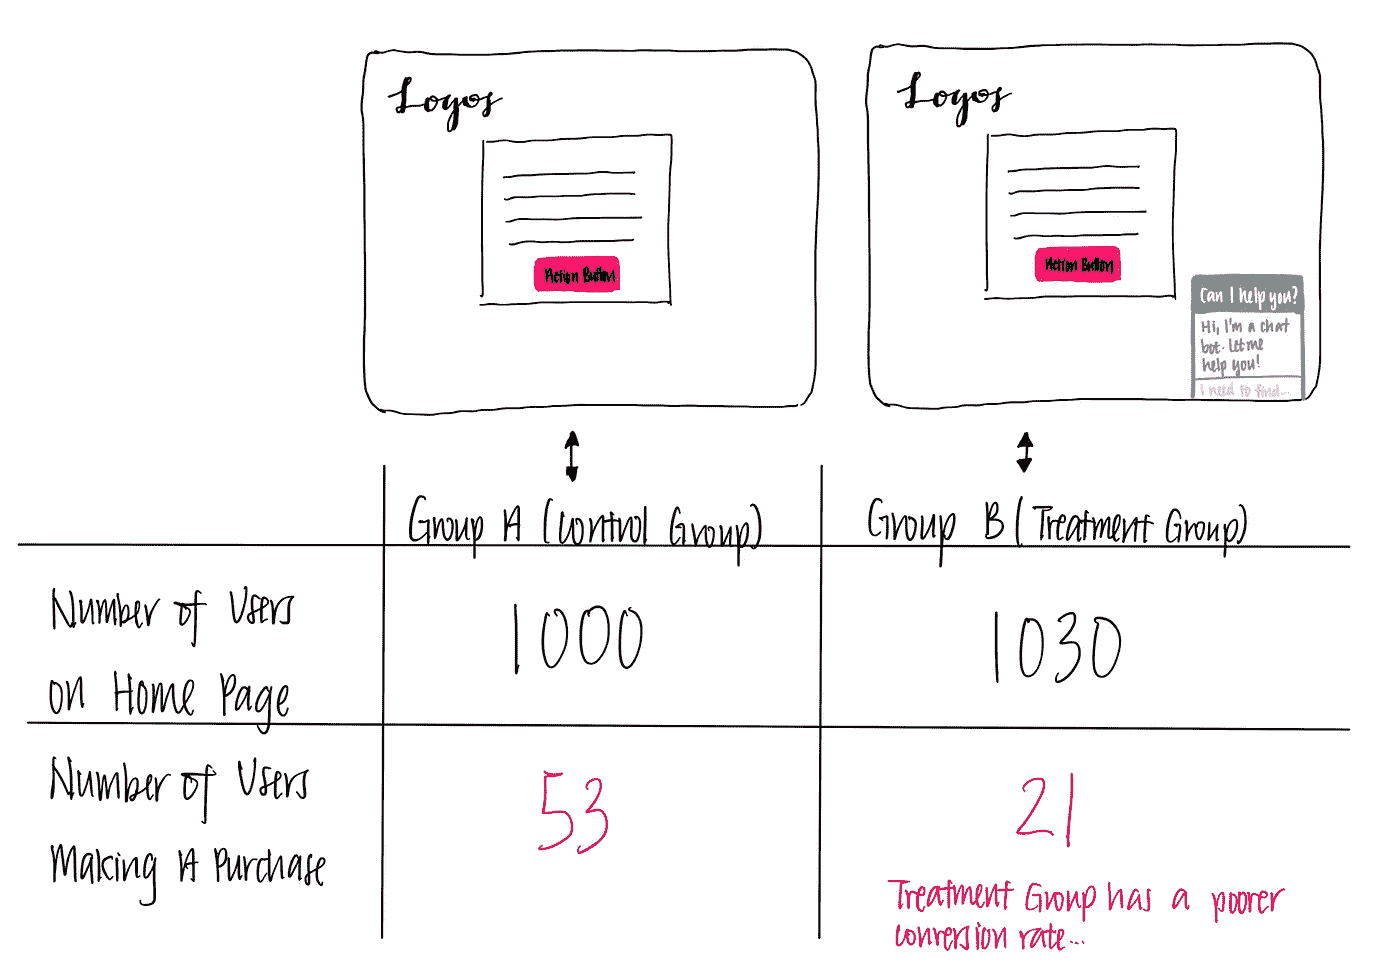 Logos
Action Button
Logos
Action Button
Can I help you?
Hi, I'm a chat
bot. Let me
help you!
I need to find...
Group A (Control Group)
Group B (Treatment Group)
Number of Users
on Home Page
1000
1030
Number of Users
Making A Purchase
53
21
Treatment Group has a poorer
conversion rate...